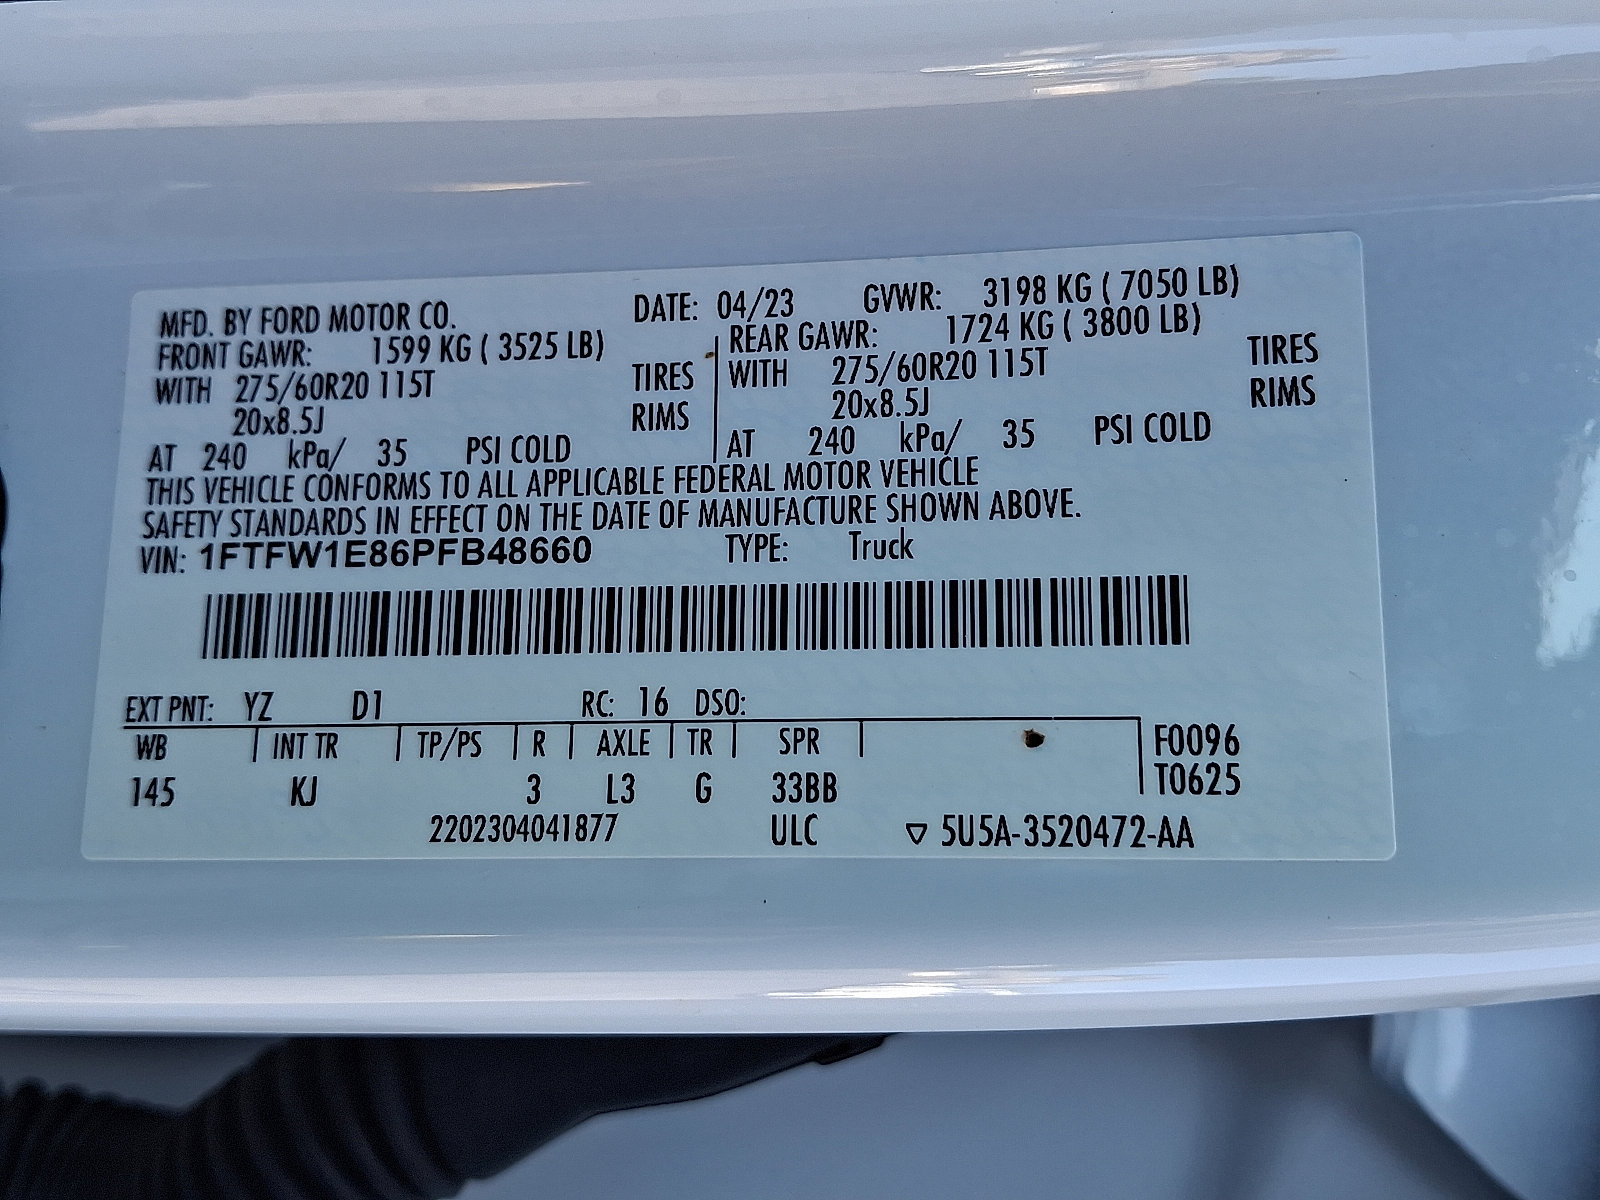 MFD. BY FORD MOTOR CO. DATE: 04/23 GVWR: 3198 KG ( 7050 LB)
FRONT GAWR: 1599 KG ( 3525 LB) REAR GAWR: 1724 KG ( 3800 LB)
WITH 275/60R20 115T TIRES WITH 275/60R20 115T TIRES
20x8.5J RIMS 20x8.5J RIMS
AT 240 kPa/ 35 PSI COLD AT 240 kPa/ 35 PSI COLD
THIS VEHICLE CONFORMS TO ALL APPLICABLE FEDERAL MOTOR VEHICLE
SAFETY STANDARDS IN EFFECT ON THE DATE OF MANUFACTURE SHOWN ABOVE.
VIN: 1FTFW1E86PFB48660 TYPE: Truck
EXT PNT: YZ D1 RC: 16 DSO:
WB INT TR TP/PS R AXLE TR SPR F0096
145 KJ 3 L3 G 33BB T0625
2202304041877 ULC ▽ 5U5A-3520472-AA